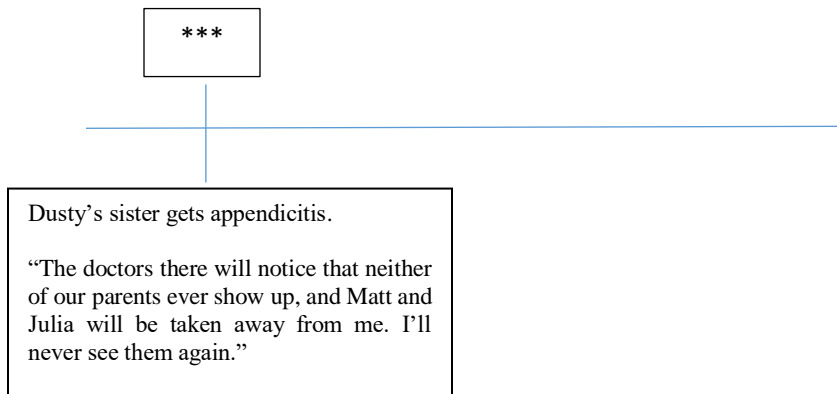 ***
Dusty’s sister gets appendicitis.
“The doctors there will notice that neither
of our parents ever show up, and Matt and
Julia will be taken away from me. I’ll
never see them again.”